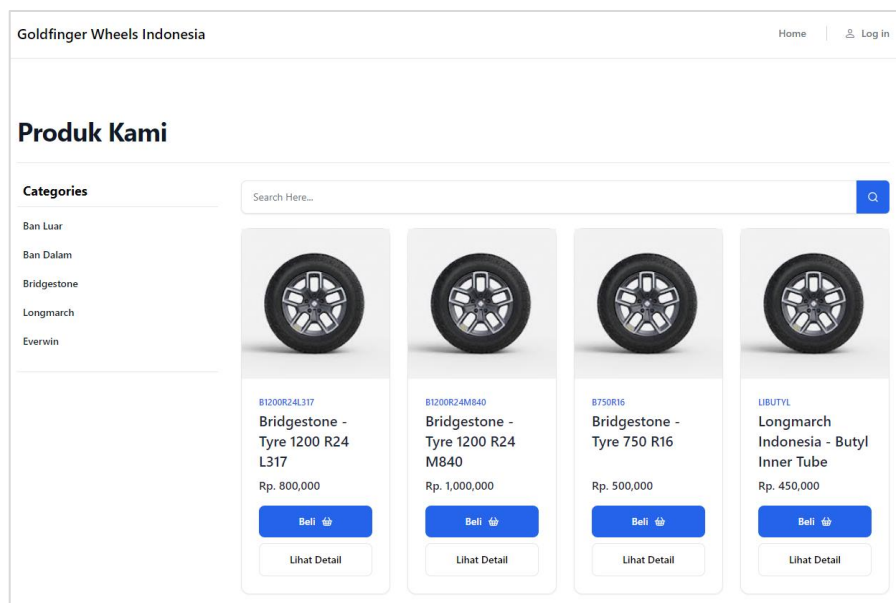 Goldfinger Wheels Indonesia
Home
Log in
Produk Kami
Categories
Ban Luar
Ban Dalam
Bridgestone
Longmarch
Everwin
Search Here...
B1200R24L317
Bridgestone -
Tyre 1200 R24
L317
Rp. 800,000
Beli
Lihat Detail
B1200R24M840
Bridgestone -
Tyre 1200 R24
M840
Rp. 1,000,000
Beli
Lihat Detail
B750R16
Bridgestone -
Tyre 750 R16
Rp. 500,000
Beli
Lihat Detail
LIBUTYL
Longmarch
Indonesia - Butyl
Inner Tube
Rp. 450,000
Beli
Lihat Detail